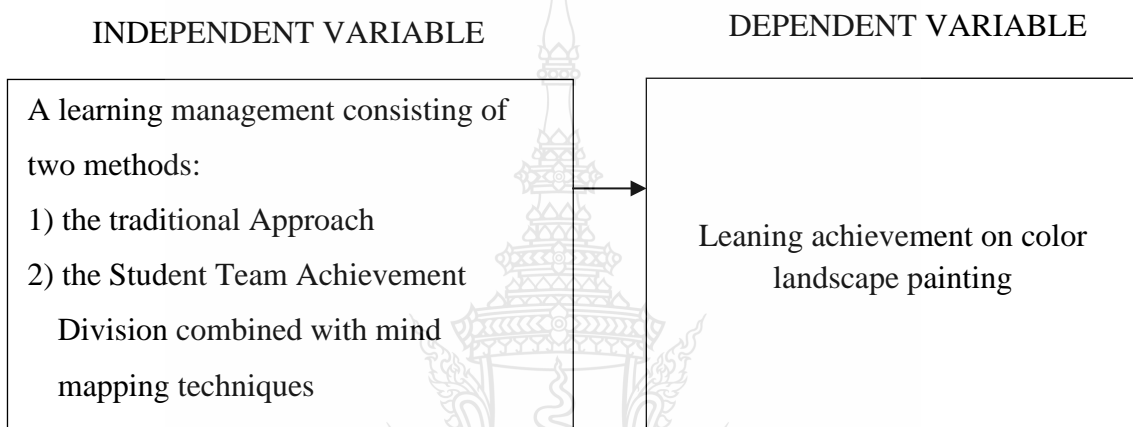 INDEPENDENT VARIABLE
A learning management consisting of
two methods:
1) the traditional Approach
2) the Student Team Achievement
Division combined with mind
mapping techniques
DEPENDENT VARIABLE
Leaning achievement on color
landscape painting